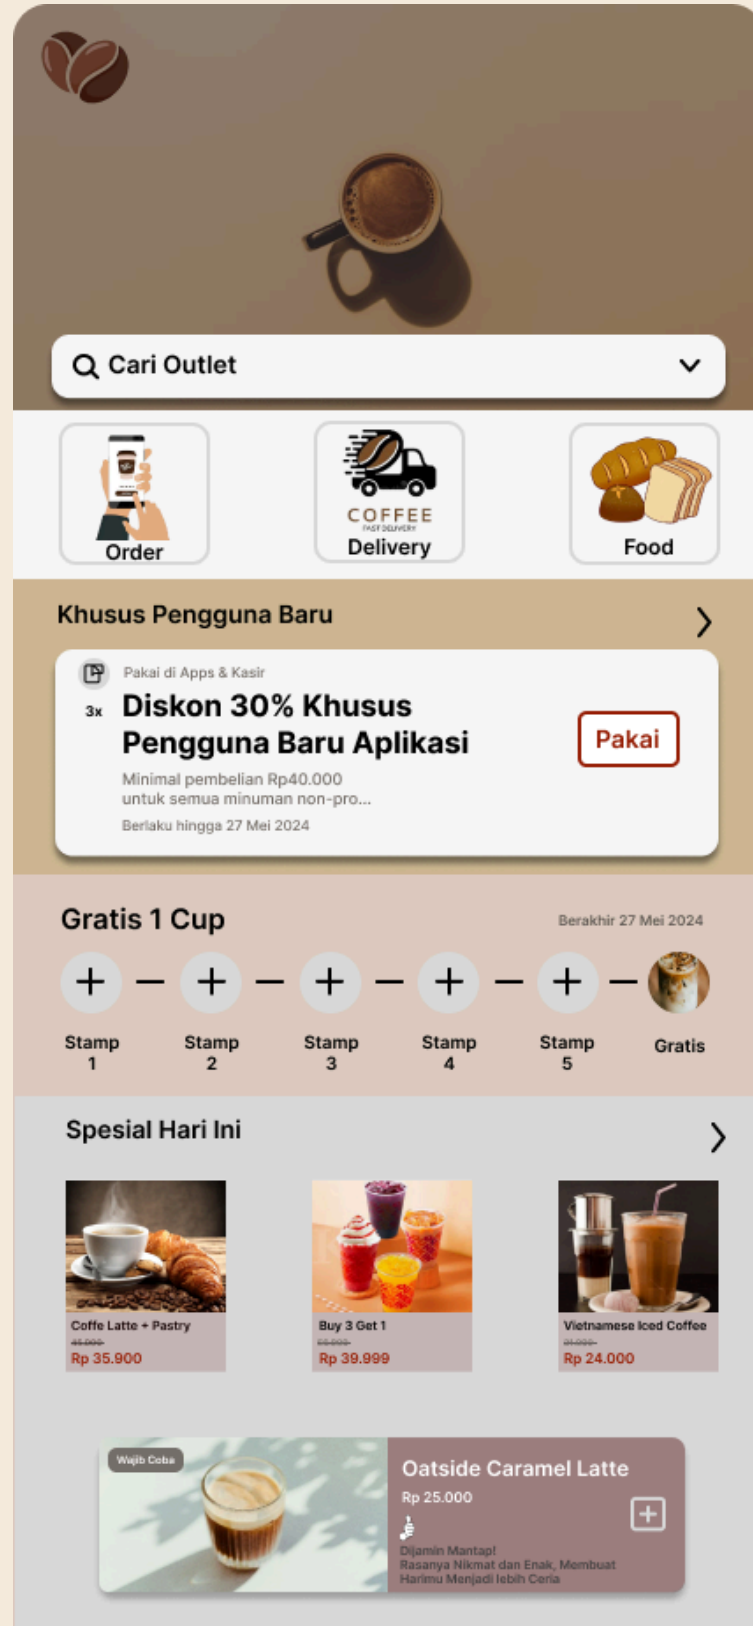 Cari Outlet
Order
COFFEE
FAST DELIVERY
Delivery
Food
Khusus Pengguna Baru
Pakai di Apps & Kasir
3x
Diskon 30% Khusus
Pengguna Baru Aplikasi
Pakai
Minimal pembelian Rp40.000
untuk semua minuman non-pro...
Berlaku hingga 27 Mei 2024
Gratis 1 Cup
Berakhir 27 Mei 2024
Stamp
1
Stamp
2
Stamp
3
Stamp
4
Stamp
5
Gratis
Spesial Hari Ini
Coffe Latte + Pastry
Rp 35.900
Buy 3 Get 1
Rp 39.999
Vietnamese Iced Coffee
Rp 24.000
Wajib Coba
Oatside Caramel Latte
Rp 25.000
Dijamin Mantap!
Rasanya Nikmat dan Enak, Membuat
Harimu Menjadi lebih Ceria